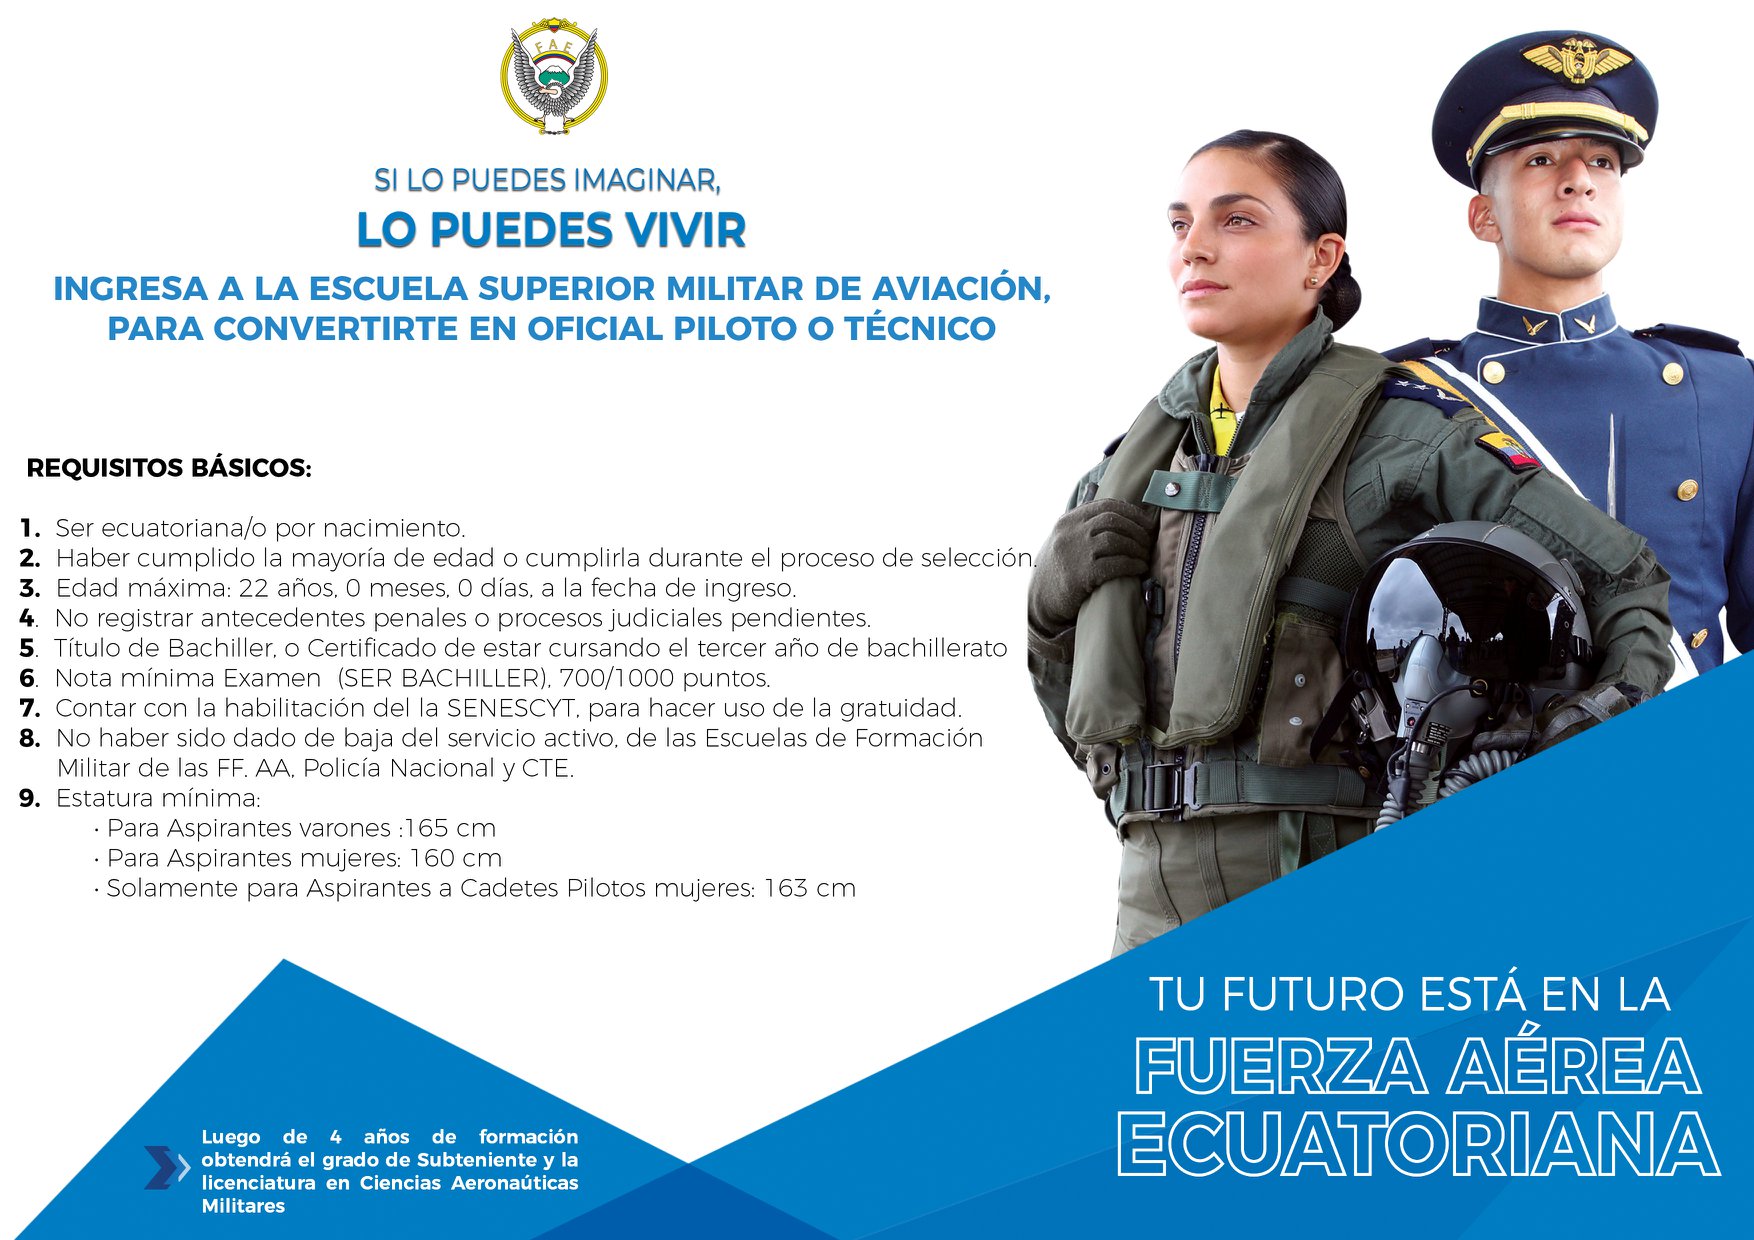 FAE
SI LO PUEDES IMAGINAR,
LO PUEDES VIVIR
INGRESA A LA ESCUELA SUPERIOR MILITAR DE AVIACIÓN,
PARA CONVERTIRTE EN OFICIAL PILOTO O TÉCNICO
REQUISITOS BÁSICOS:
1. Ser ecuatoriana/o por nacimiento.
2. Haber cumplido la mayoría de edad o cumplirla durante el proceso de selección.
3. Edad máxima: 22 años, 0 meses, 0 días, a la fecha de ingreso.
4. No registrar antecedentes penales o procesos judiciales pendientes.
5. Título de Bachiller, o Certificado de estar cursando el tercer año de bachillerato
6. Nota mínima Examen (SER BACHILLER), 700/1000 puntos.
7. Contar con la habilitación del la SENESCYT, para hacer uso de la gratuidad.
8. No haber sido dado de baja del servicio activo, de las Escuelas de Formación
Militar de las FF. AA, Policía Nacional y CTE.
9. Estatura mínima:
• Para Aspirantes varones :165 cm
• Para Aspirantes mujeres: 160 cm
• Solamente para Aspirantes a Cadetes Pilotos mujeres: 163 cm
Luego de 4 años de formación
obtendrá el grado de Subteniente y la
licenciatura en Ciencias Aeronaúticas
Militares
TU FUTURO ESTÁ EN LA
FUERZA AÉREA
ECUATORIANA